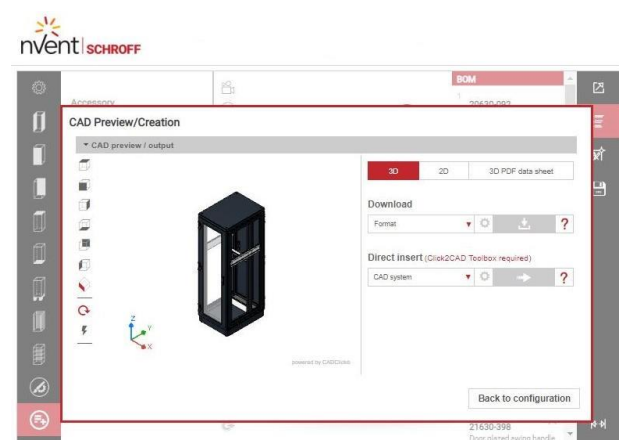 nvent SCHROFF
BOM
Accessory
1
20630-092
CAD Preview/Creation
CAD preview / output
3D 2D 3D PDF data sheet
Download
Format
?
Direct insert (Click2CAD Toolbox required)
CAD system
?
Z
Y
X
powered by CADClick®
Back to configuration
21630-398
Door glazed swing handle